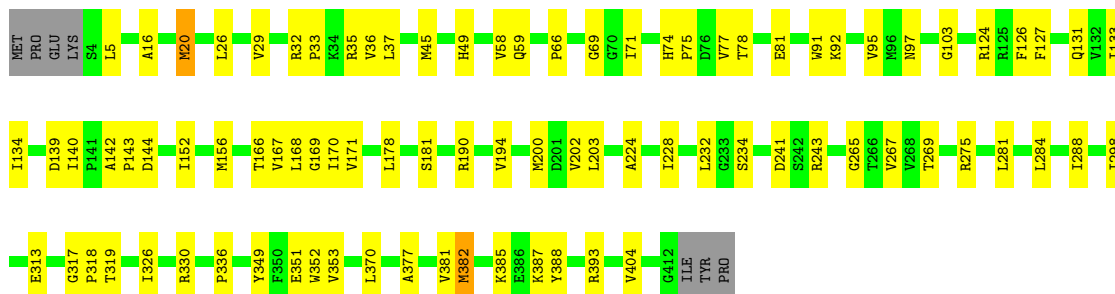 MET PRO GLU LYS S4 L5 A16 M20 L26 V29 R32 P33 K34 R35 V36 L37 M45 H49 V58 Q59 P66 G69 G70 I71 H74 P75 D76 V77 T78 E81 W91 K92 V95 M96 N97 G103 R124 R125 F126 F127 Q131 V132 I133
I134 D139 I140 P141 A142 P143 D144 I152 M156 T166 V167 L168 G169 I170 V171 L178 S181 R190 V194 M200 D201 V202 L203 A224 I228 L232 G233 S234 D241 S242 R243 G265 T266 V267 V268 T269 R275 L281 L284 I288 I298
E313 G317 P318 T319 I326 R330 P336 Y349 F350 E351 W352 V353 L370 A377 V381 M382 K385 E386 K387 Y388 R393 V404 G412 ILE TYR PRO